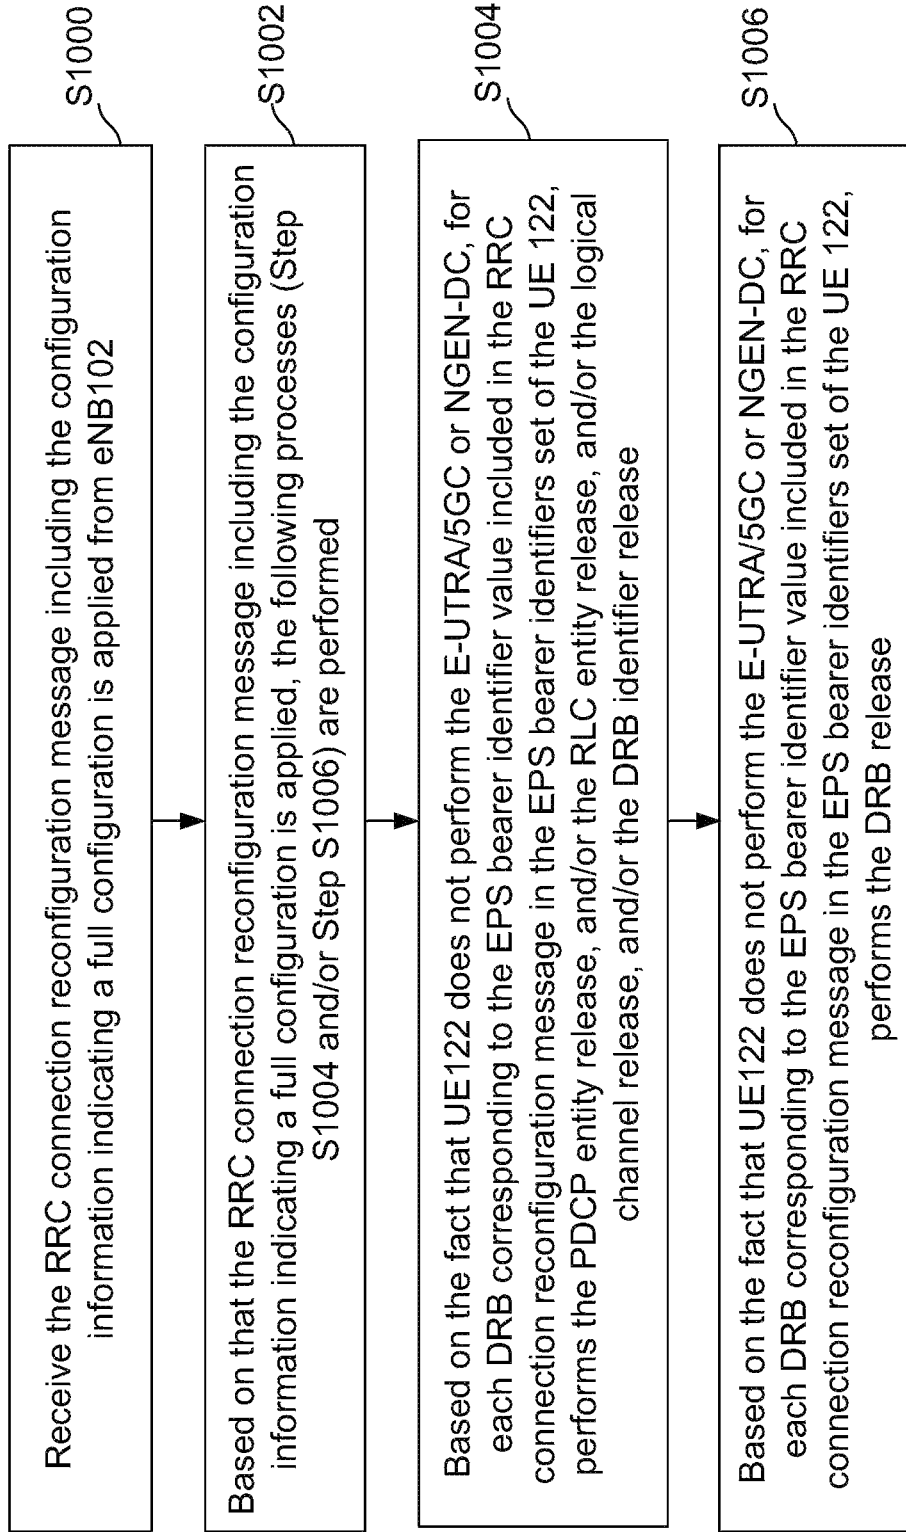 S1000
Receive the RRC connection reconfiguration message including the configuration
information indicating a full configuration is applied from eNB102
S1002
Based on that the RRC connection reconfiguration message including the configuration
information indicating a full configuration is applied, the following processes (Step
S1004 and/or Step S1006) are performed
S1004
Based on the fact that UE122 does not perform the E-UTRA/5GC or NGEN-DC, for
each DRB corresponding to the EPS bearer identifier value included in the RRC
connection reconfiguration message in the EPS bearer identifiers set of the UE 122,
performs the PDCP entity release, and/or the RLC entity release, and/or the logical
channel release, and/or the DRB identifier release
S1006
Based on the fact that UE122 does not perform the E-UTRA/5GC or NGEN-DC, for
each DRB corresponding to the EPS bearer identifier value included in the RRC
connection reconfiguration message in the EPS bearer identifiers set of the UE 122,
performs the DRB release